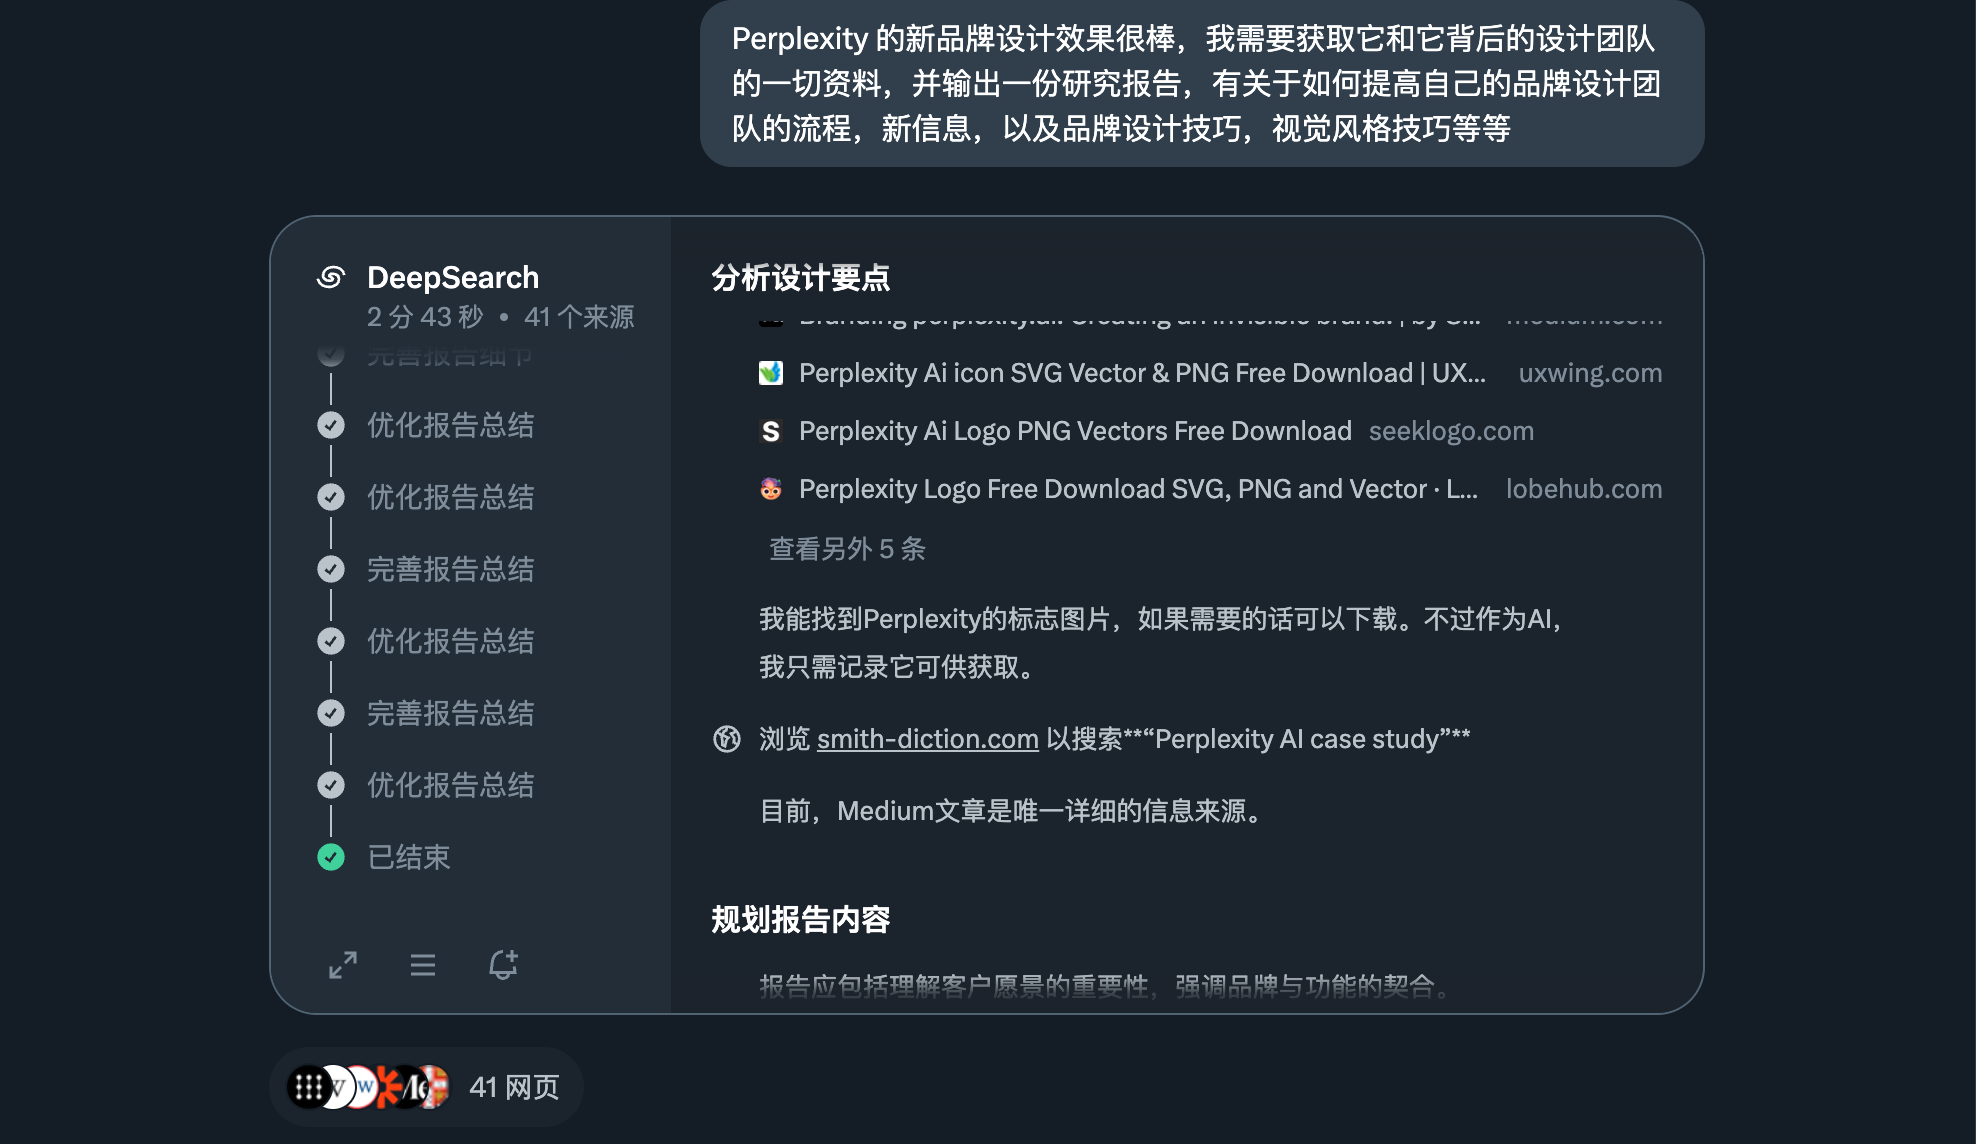 Perplexity 的新品牌设计效果很棒，我需要获取它和它背后的设计团队
的一切资料，并输出一份研究报告，有关于如何提高自己的品牌设计团
队的流程，新信息，以及品牌设计技巧，视觉风格技巧等等
DeepSearch
2 分 43 秒 • 41 个来源
完善报告细节
优化报告总结
优化报告总结
完善报告总结
优化报告总结
完善报告总结
优化报告总结
已结束
分析设计要点
Branding perplexity.ai: Creating an invisible brand. | by S... medium.com
Perplexity Ai icon SVG Vector & PNG Free Download | UX... uxwing.com
S Perplexity Ai Logo PNG Vectors Free Download seeklogo.com
Perplexity Logo Free Download SVG, PNG and Vector · L... lobehub.com
查看另外 5 条
我能找到Perplexity的标志图片，如果需要的话可以下载。不过作为AI，
我只需记录它可供获取。
浏览 smith-diction.com 以搜索**“Perplexity AI case study”**
目前，Medium文章是唯一详细的信息来源。
规划报告内容
报告应包括理解客户愿景的重要性，强调品牌与功能的契合。
41 网页